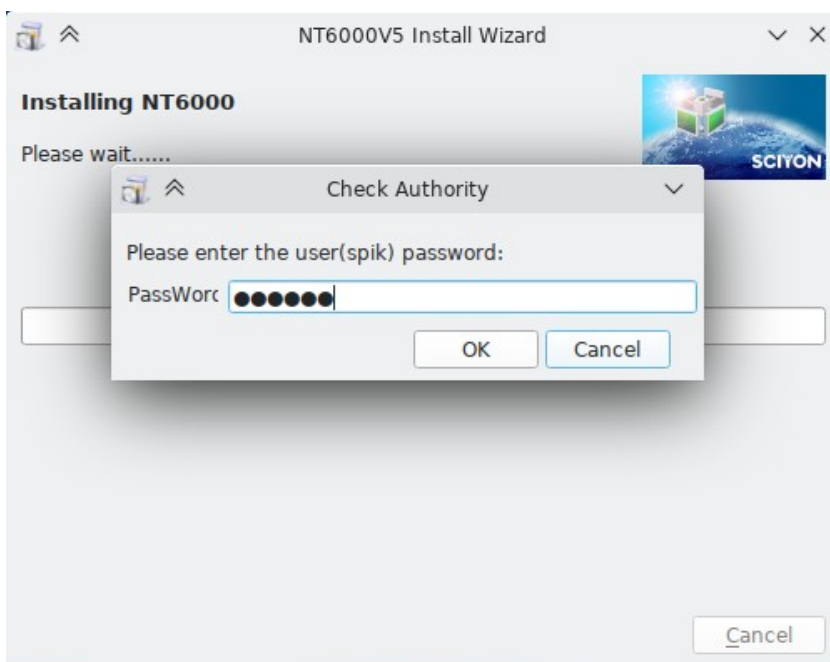 NT6000V5 Install Wizard
Installing NT6000
Please wait......
SCIYON
Check Authority
Please enter the user(spik) password:
PassWord ●●●●●●
OK Cancel
Cancel